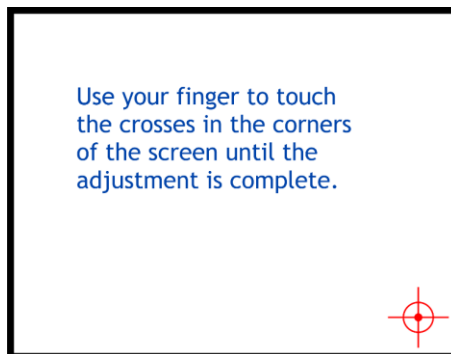 Use your finger to touch
the crosses in the corners
of the screen until the
adjustment is complete.